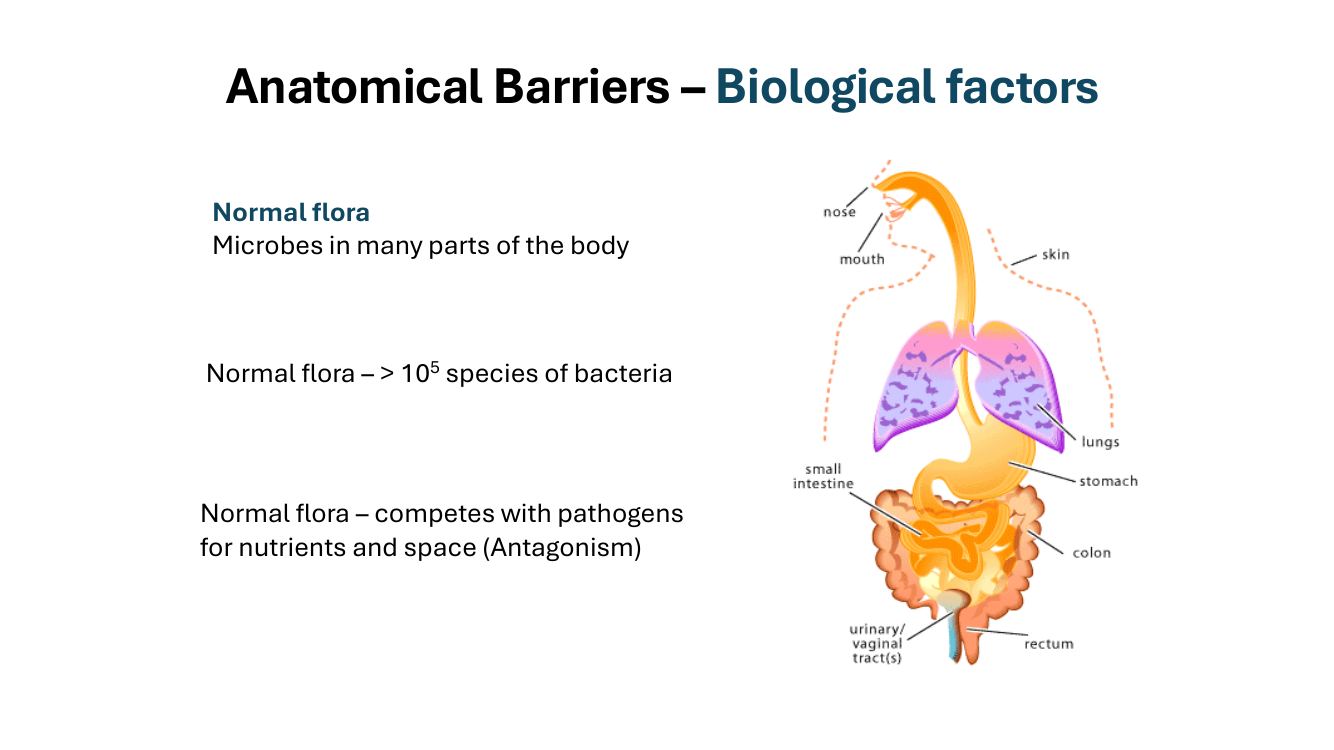 Anatomical Barriers – Biological factors
Normal flora
Microbes in many parts of the body
Normal flora – > 10⁵ species of bacteria
Normal flora – competes with pathogens
for nutrients and space (Antagonism)
nose
mouth
skin
lungs
small
intestine
stomach
colon
urinary/
vaginal
tract(s)
rectum